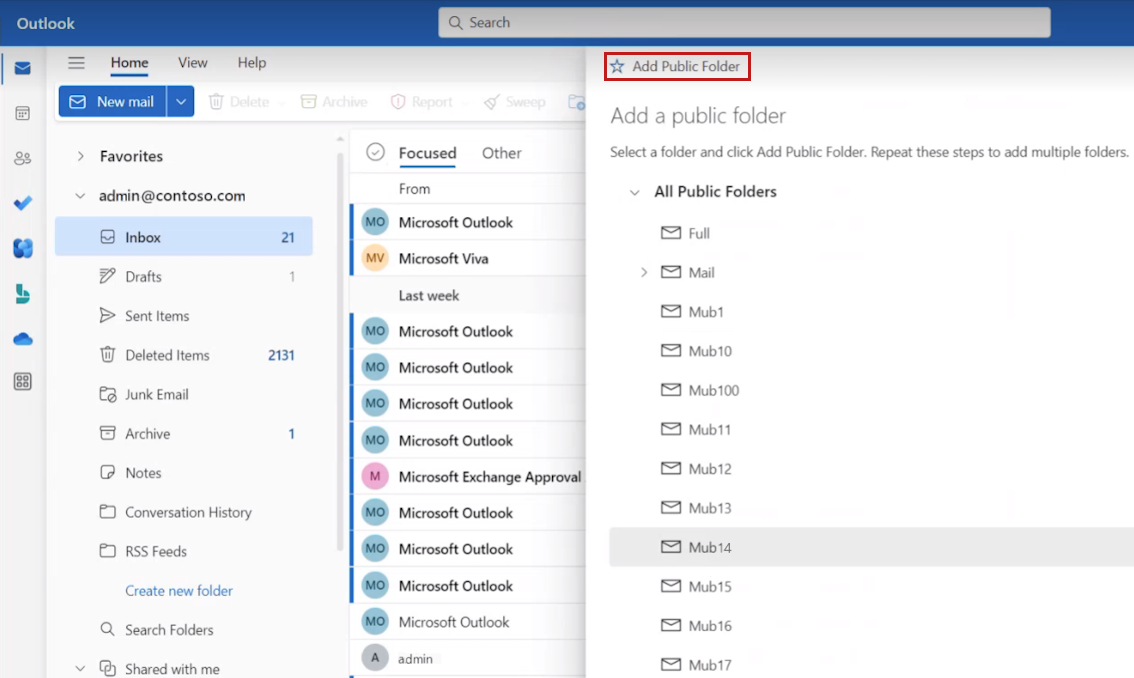 Outlook
Search
Home View Help
New mail Delete Archive Report Sweep
Favorites
admin@contoso.com
Inbox 21
Drafts 1
Sent Items
Deleted Items 2131
Junk Email
Archive 1
Notes
Conversation History
RSS Feeds
Create new folder
Search Folders
Shared with me
Focused Other
From
MO Microsoft Outlook
MV Microsoft Viva
Last week
MO Microsoft Outlook
MO Microsoft Outlook
MO Microsoft Outlook
MO Microsoft Outlook
M Microsoft Exchange Approval
MO Microsoft Outlook
MO Microsoft Outlook
MO Microsoft Outlook
MO Microsoft Outlook
A admin
Add Public Folder
Add a public folder
Select a folder and click Add Public Folder. Repeat these steps to add multiple folders.
All Public Folders
Full
Mail
Mub1
Mub10
Mub100
Mub11
Mub12
Mub13
Mub14
Mub15
Mub16
Mub17